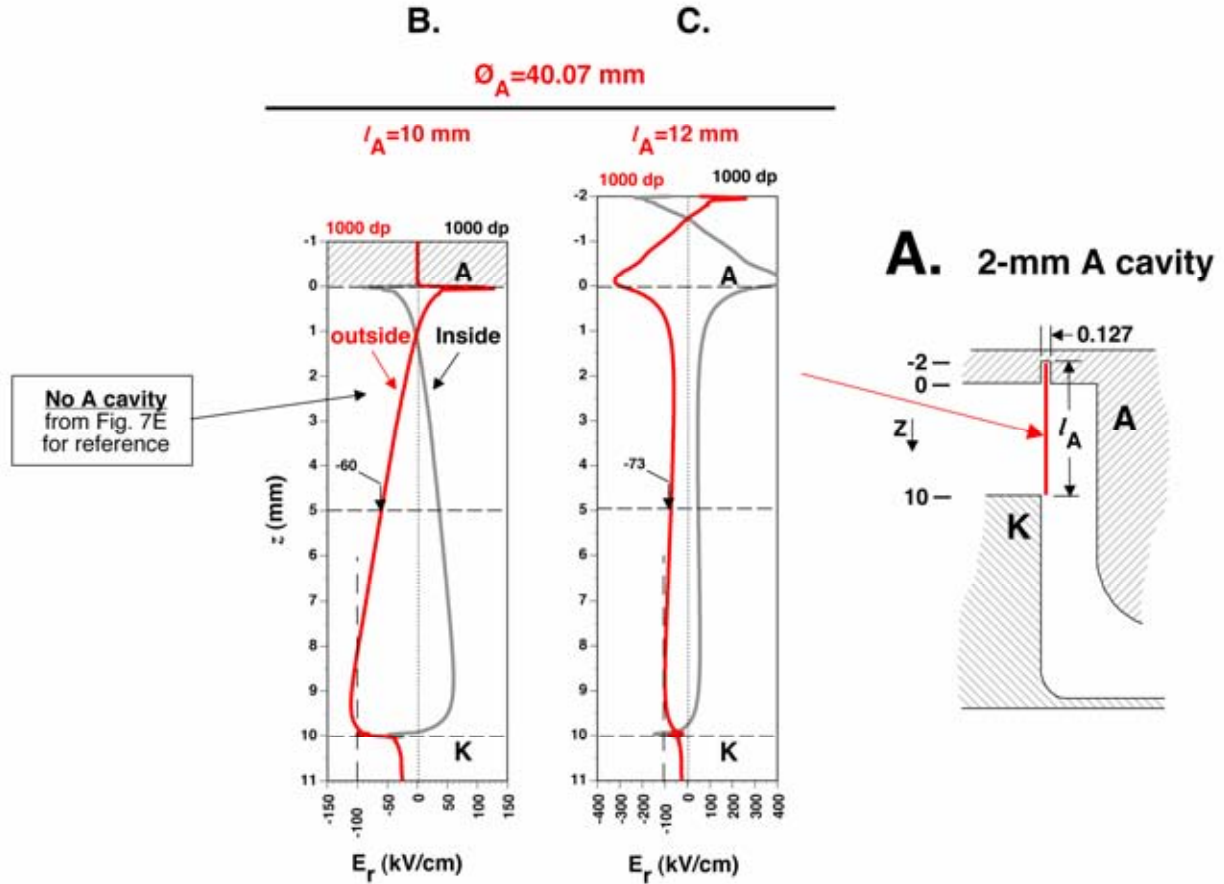 B.
C.
ØA=40.07 mm
lA=10 mm
lA=12 mm
1000 dp
1000 dp
1000 dp
1000 dp
A. 2-mm A cavity
No A cavity
from Fig. 7E
for reference
z (mm)
-1
0
1
2
3
4
5
6
7
8
9
10
11
A
outside
Inside
-60
K
-150
-100
-50
0
50
100
150
Er (kV/cm)
-2
-1
0
1
2
3
4
5
6
7
8
9
10
11
A
-73
K
-400
-300
-200
-100
0
100
200
300
400
Er (kV/cm)
0.127
-2
0
z
lA
A
10
K